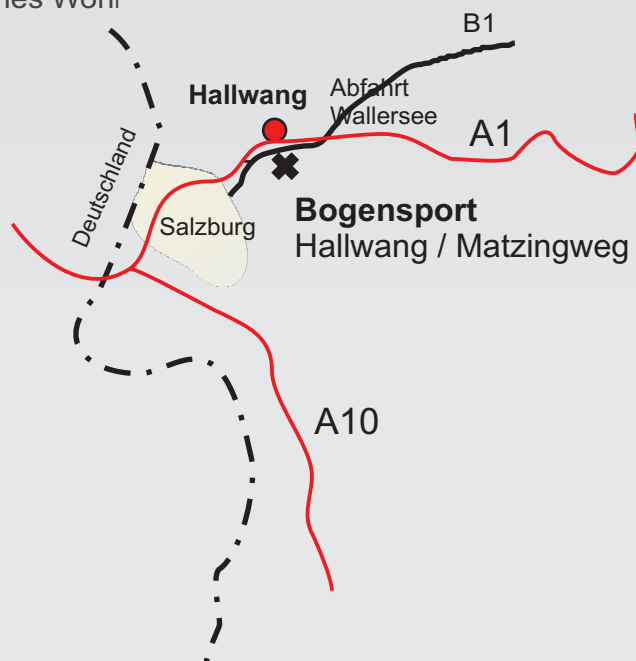 B1
Hallwang
Abfahrt
Wallersee
A1
Deutschland
Salzburg
Bogensport
Hallwang / Matzingweg
A10